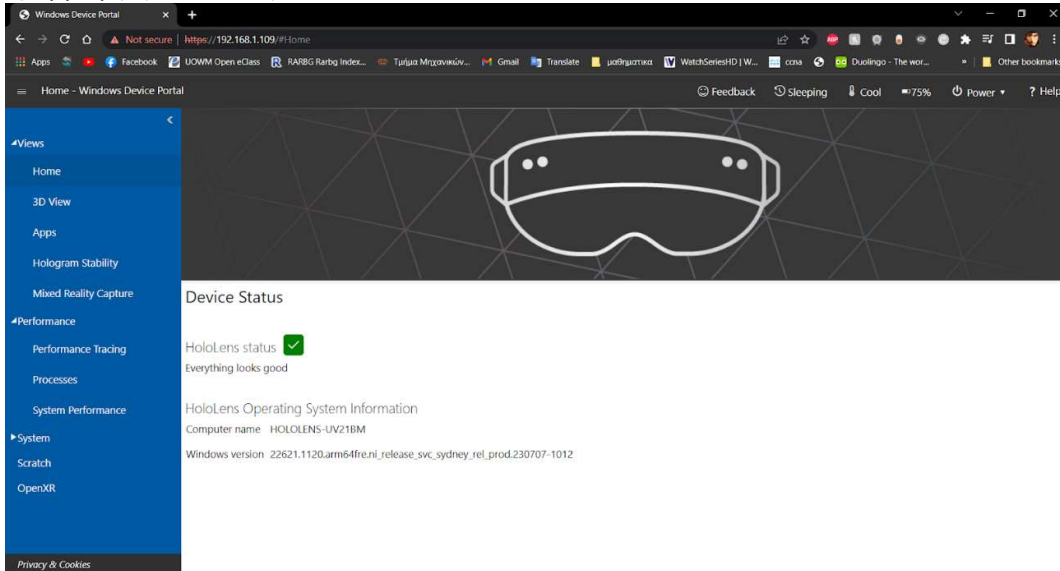 Windows Device Portal
Not secure | https://192.168.1.109/#Home
Apps Facebook UOWM Open eClass RARBG Rarbg Index... Τμήμα Μηχανικών... Gmail Translate μαθηματικα WatchSeriesHD | W... ccna Duolingo - The wor... » Other bookmarks
Home - Windows Device Portal Feedback Sleeping Cool 75% Power Help
Views
Home
3D View
Apps
Hologram Stability
Mixed Reality Capture
Performance
Performance Tracing
Processes
System Performance
System
Scratch
OpenXR
Privacy & Cookies
Device Status
HoloLens status
Everything looks good
HoloLens Operating System Information
Computer name HOLOLENS-UV21BM
Windows version 22621.1120.arm64fre.ni_release_svc_sydney_rel_prod.230707-1012